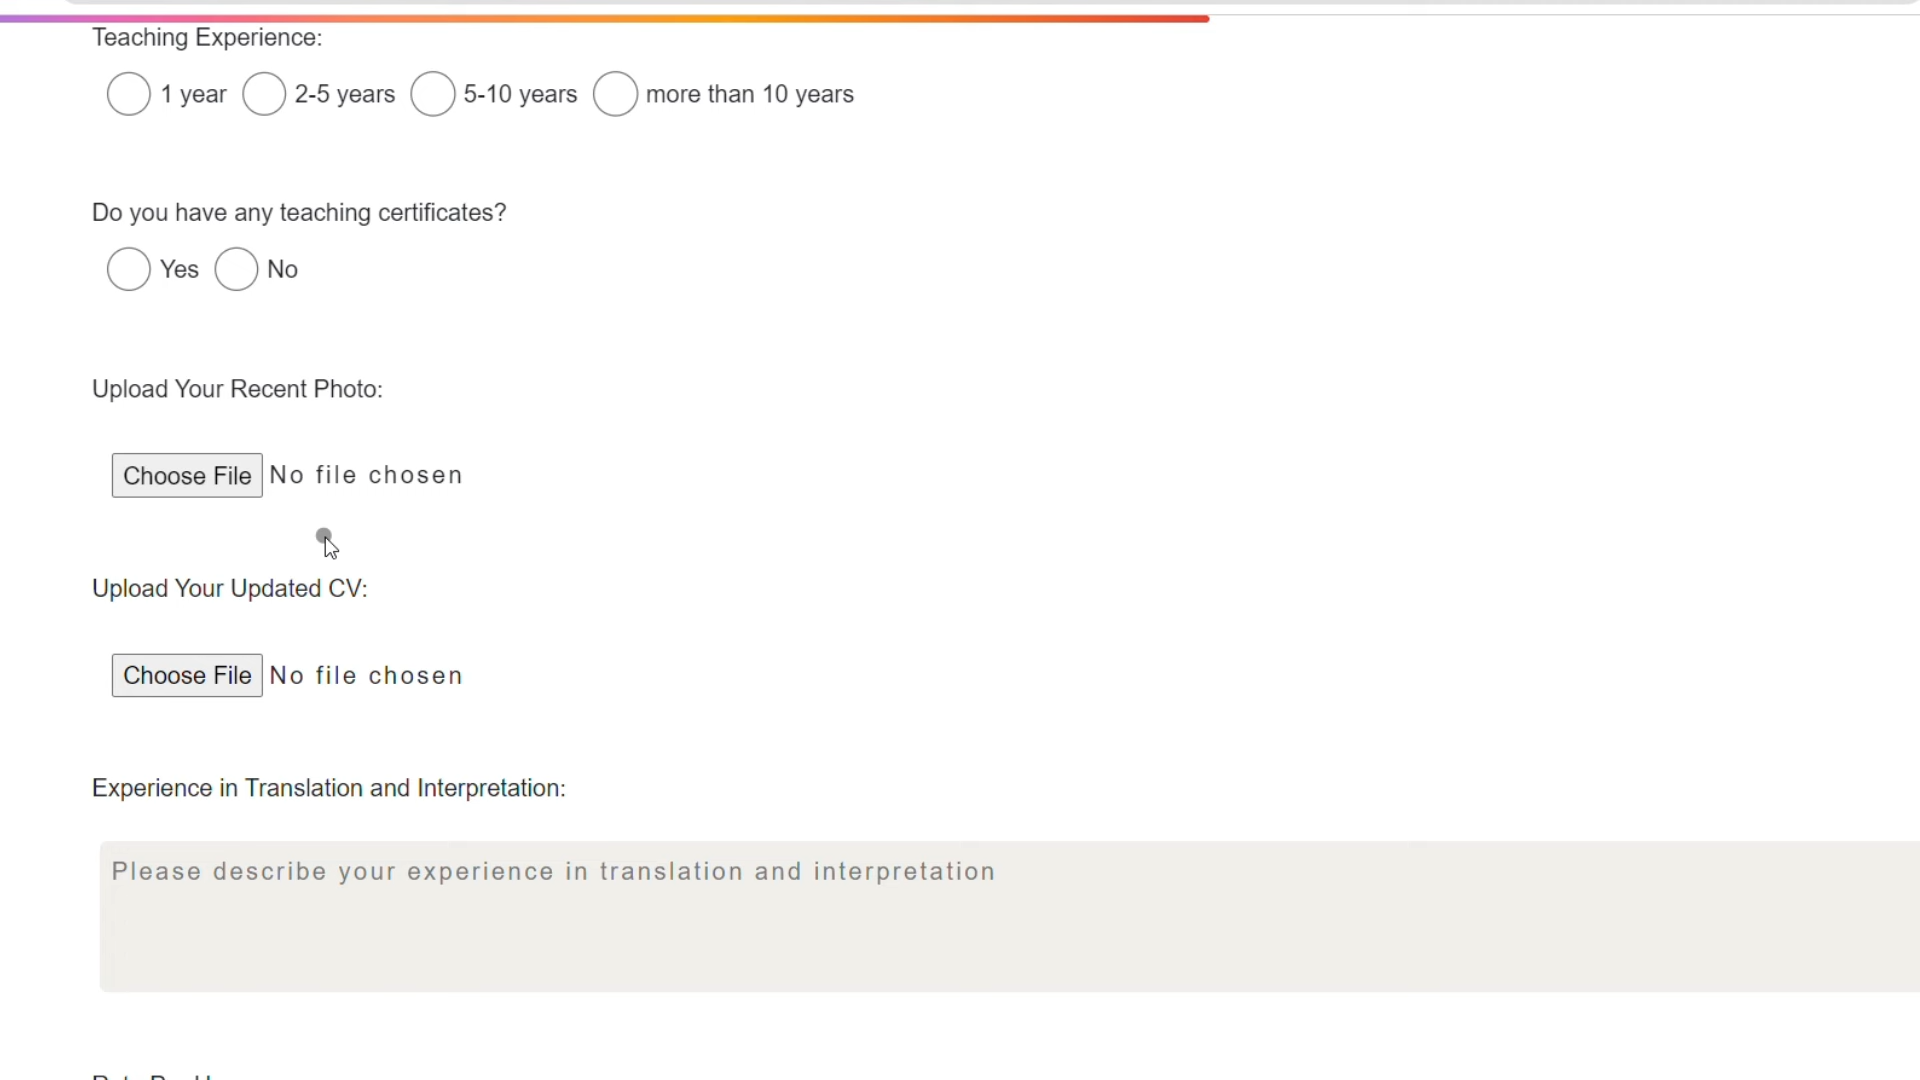 Teaching Experience:
1 year 2-5 years 5-10 years more than 10 years
Do you have any teaching certificates?
Yes No
Upload Your Recent Photo:
Choose File No file chosen
Upload Your Updated CV:
Choose File No file chosen
Experience in Translation and Interpretation:
Please describe your experience in translation and interpretation